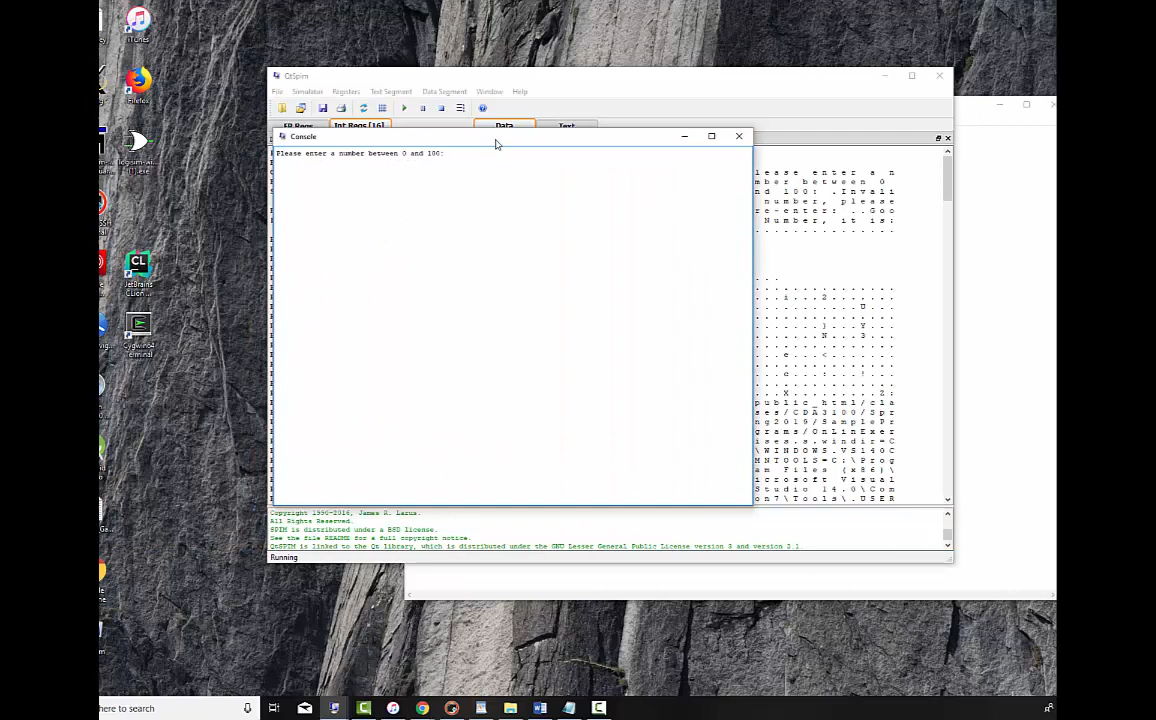 iTunes
Firefox
logisim-wi...
(1).exe
JetBrains
CLion ...
Cygwin64
Terminal
QtSpim
File Simulator Registers Text Segment Data Segment Window Help
FP Regs Int Regs [16] Data Text
Console
Please enter a number between 0 and 100:
lease enter a n
mber between 0
nd 100: .Invali
number, please
re-enter: ..Goo
Number, it is:
public_html/cla
ses/CDA3100/Spr
ng2019/SamplePr
grams/OnLinExer
ises.s.windir=C
\WINDOWS.VS140C
MNTOOLS=C:\Prog
am Files (x86)\
icrosoft Visual
Studio 14.0\Com
on7\Tools\.USER
Copyright 1990-2016, James R. Larus.
All Rights Reserved.
SPIM is distributed under a BSD license.
See the file README for a full copyright notice.
QtSPIM is linked to the Qt library, which is distributed under the GNU Lesser General Public License version 3 and version 2.1.
Running
here to search